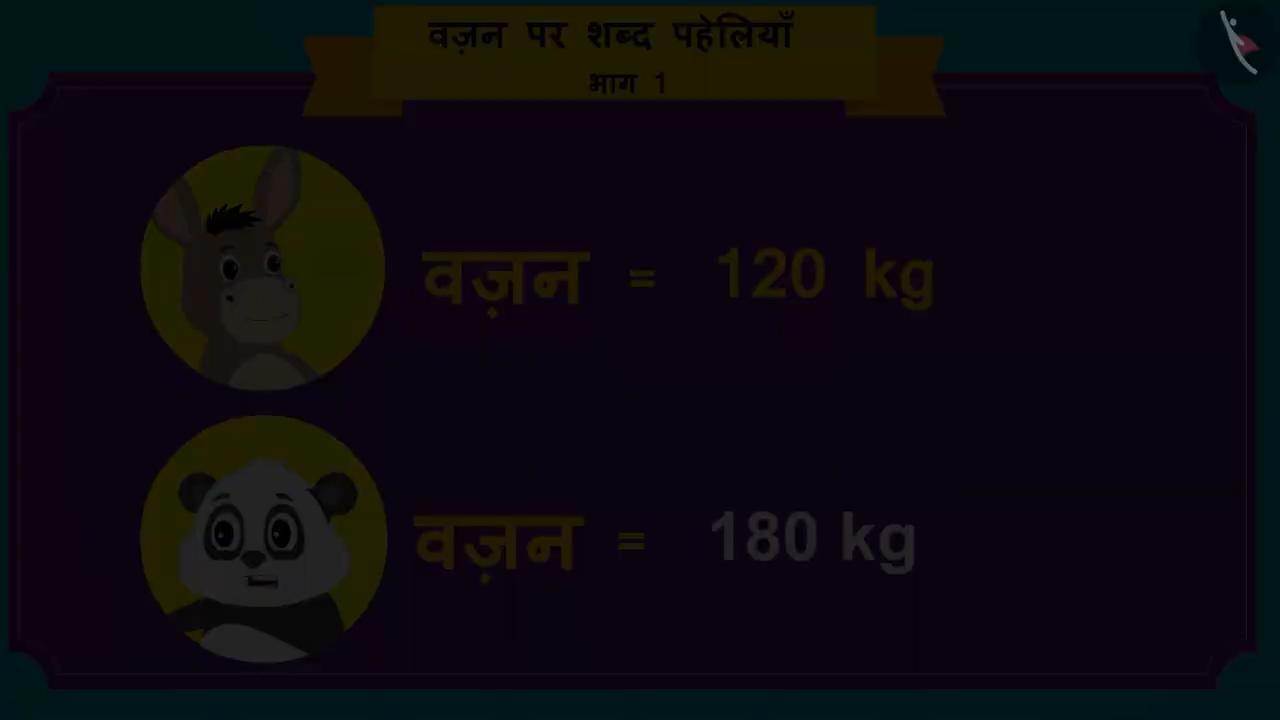 वज़न पर शब्द पहेलियाँ
भाग 1
वज़न = 120 kg
वज़न = 180 kg